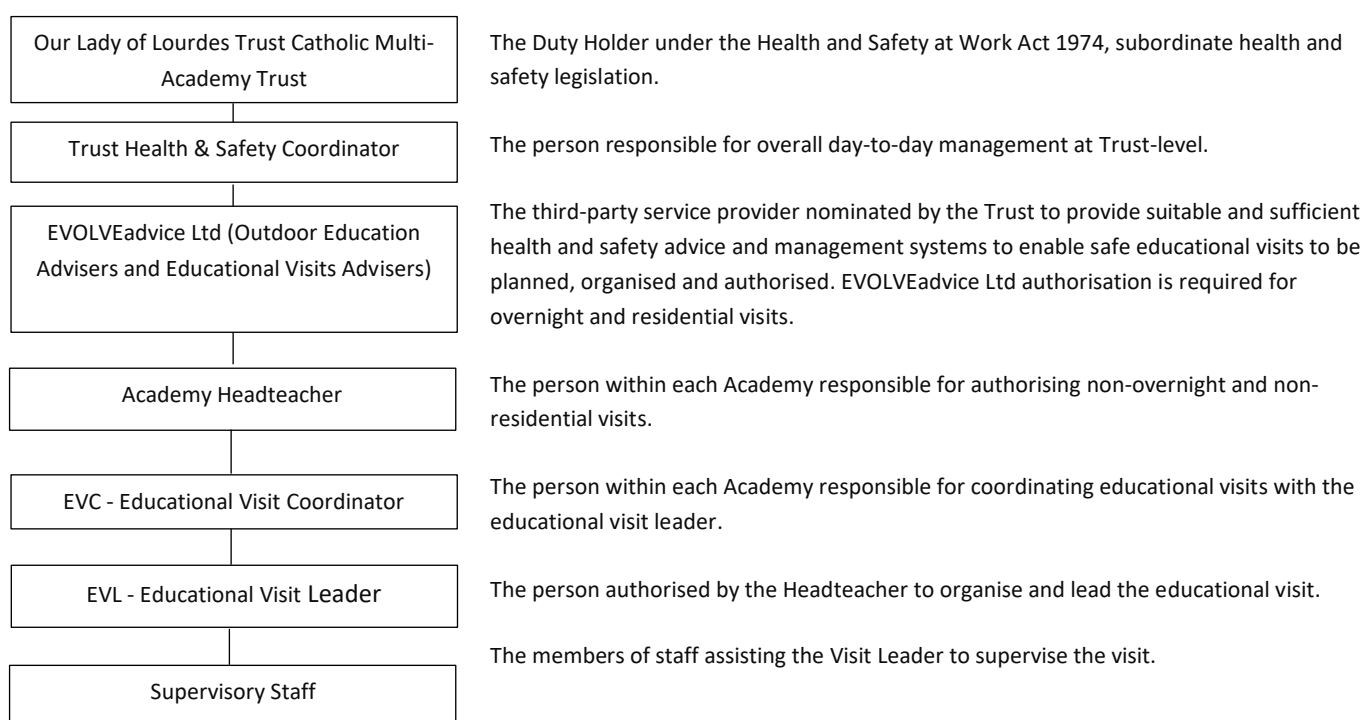 Our Lady of Lourdes Trust Catholic Multi-
Academy Trust
The Duty Holder under the Health and Safety at Work Act 1974, subordinate health and
safety legislation.
Trust Health & Safety Coordinator
The person responsible for overall day-to-day management at Trust-level.
EVOLVEadvice Ltd (Outdoor Education
Advisers and Educational Visits Advisers)
The third-party service provider nominated by the Trust to provide suitable and sufficient
health and safety advice and management systems to enable safe educational visits to be
planned, organised and authorised. EVOLVEadvice Ltd authorisation is required for
overnight and residential visits.
Academy Headteacher
The person within each Academy responsible for authorising non-overnight and non-
residential visits.
EVC - Educational Visit Coordinator
The person within each Academy responsible for coordinating educational visits with the
educational visit leader.
EVL - Educational Visit Leader
The person authorised by the Headteacher to organise and lead the educational visit.
Supervisory Staff
The members of staff assisting the Visit Leader to supervise the visit.